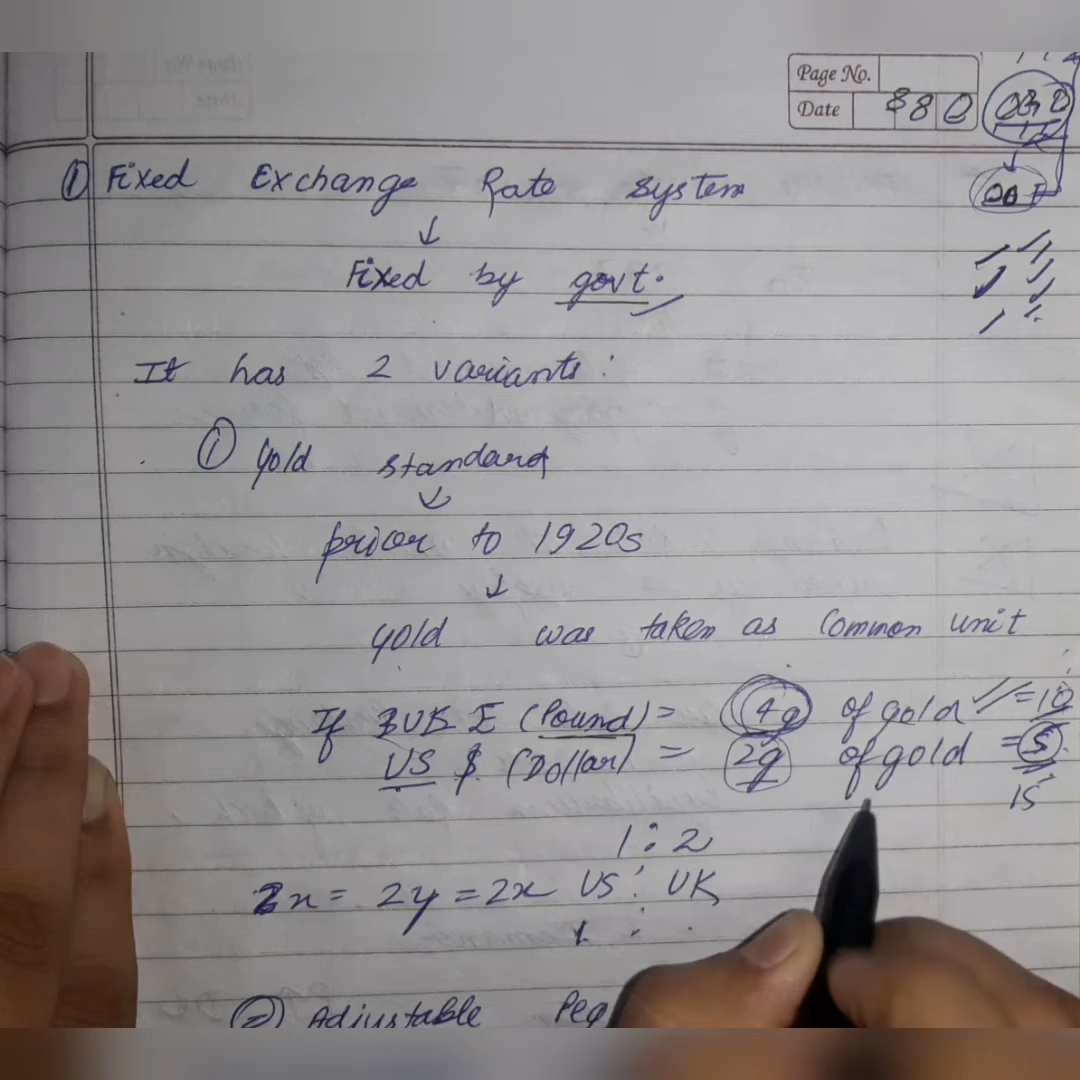 Page No.
Date 880
① Fixed Exchange Rate System
↓
Fixed by govt.
It has 2 variants:
① Gold standard
↓
prior to 1920s
↓
gold was taken as common unit
If UK £ (Pound) = 4g of gold = 10
US $ (Dollar) = 2g of gold = 5
15
1 : 2
2x = 2y = 2x US : UK
1 :
② Adjustable Peg